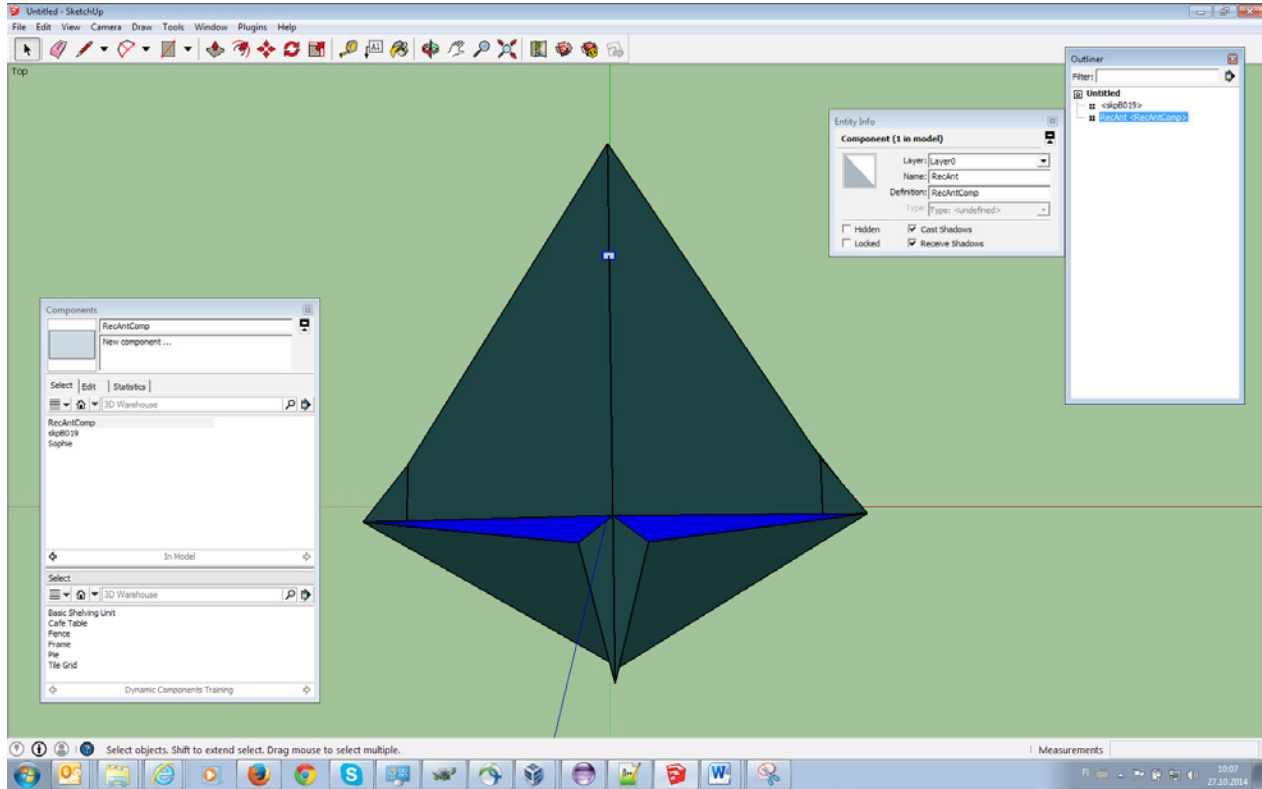 Untitled - SketchUp
File Edit View Camera Draw Tools Window Plugins Help
Top
Outliner
Filter:
Untitled
<skp8019>
RecAnt <RecAntComp>
Entity Info
Component (1 in model)
Layer: Layer0
Name: RecAnt
Definition: RecAntComp
Type: Type: <undefined>
Hidden Cast Shadows
Locked Receive Shadows
Components
RecAntComp
New component ...
Select Edit Statistics
3D Warehouse
RecAntComp
skp8019
Sophie
In Model
Select
3D Warehouse
Basic Shelving Unit
Cafe Table
Fence
Frame
Pie
Tile Grid
Dynamic Components Training
Select objects. Shift to extend select. Drag mouse to select multiple.
Measurements
FI
10:07
27.10.2014